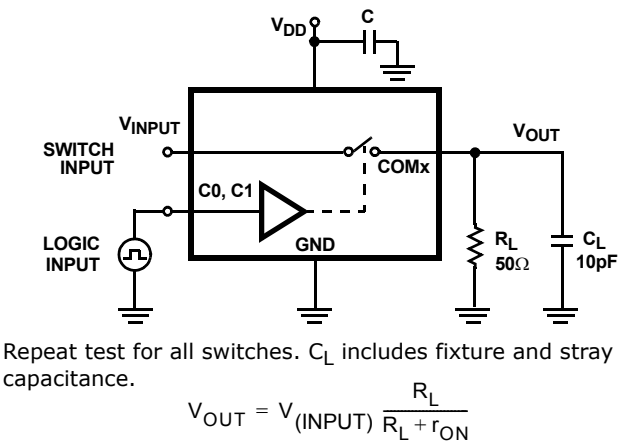 C
VDD
VINPUT
SWITCH
INPUT
VOUT
COMx
C0, C1
LOGIC
INPUT
GND
RL
50Ω
CL
10pF
Repeat test for all switches. CL includes fixture and stray
capacitance.
VOUT = V(INPUT) RL / RL + rON